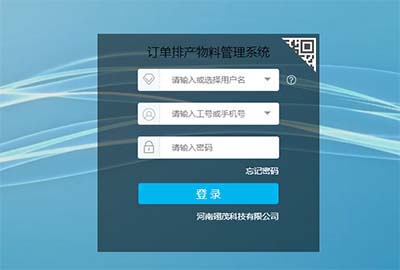 订单排产物料管理系统
请输入或选择用户名
请输入工号或手机号
请输入密码
忘记密码
登 录
河南翊茂科技有限公司